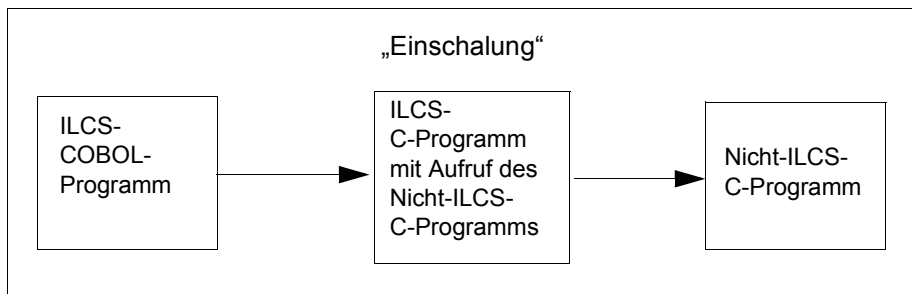 „Einschalung“
ILCS-
COBOL-
Programm
ILCS-
C-Programm
mit Aufruf des
Nicht-ILCS-
C-Programms
Nicht-ILCS-
C-Programm